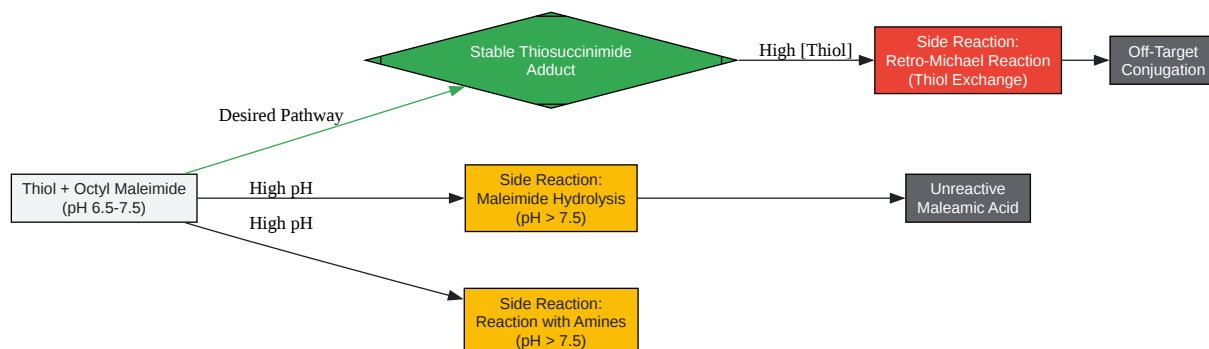 Stable Thiosuccinimide
Adduct
High [Thiol]
Side Reaction:
Retro-Michael Reaction
(Thiol Exchange)
Off-Target
Conjugation
Desired Pathway
Thiol + Octyl Maleimide
(pH 6.5-7.5)
High pH
Side Reaction:
Maleimide Hydrolysis
(pH > 7.5)
Unreactive
Maleamic Acid
High pH
Side Reaction:
Reaction with Amines
(pH > 7.5)